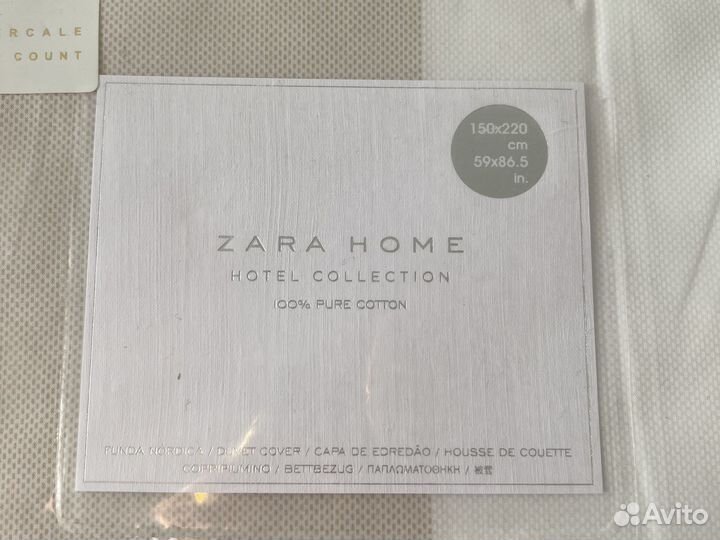 ERCALE
COUNT
150x220
cm
59x86.5
in.
ZARA HOME
HOTEL COLLECTION
100% PURE COTTON
FUNDA NÓRDICA / DUVET COVER / CAPA DE EDREDÃO / HOUSSE DE COUETTE
COPRIPIUMINO / BETTBEZUG / ΠΑΠΛΩΜΑΤΟΘΗΚΗ / 被套
Avito